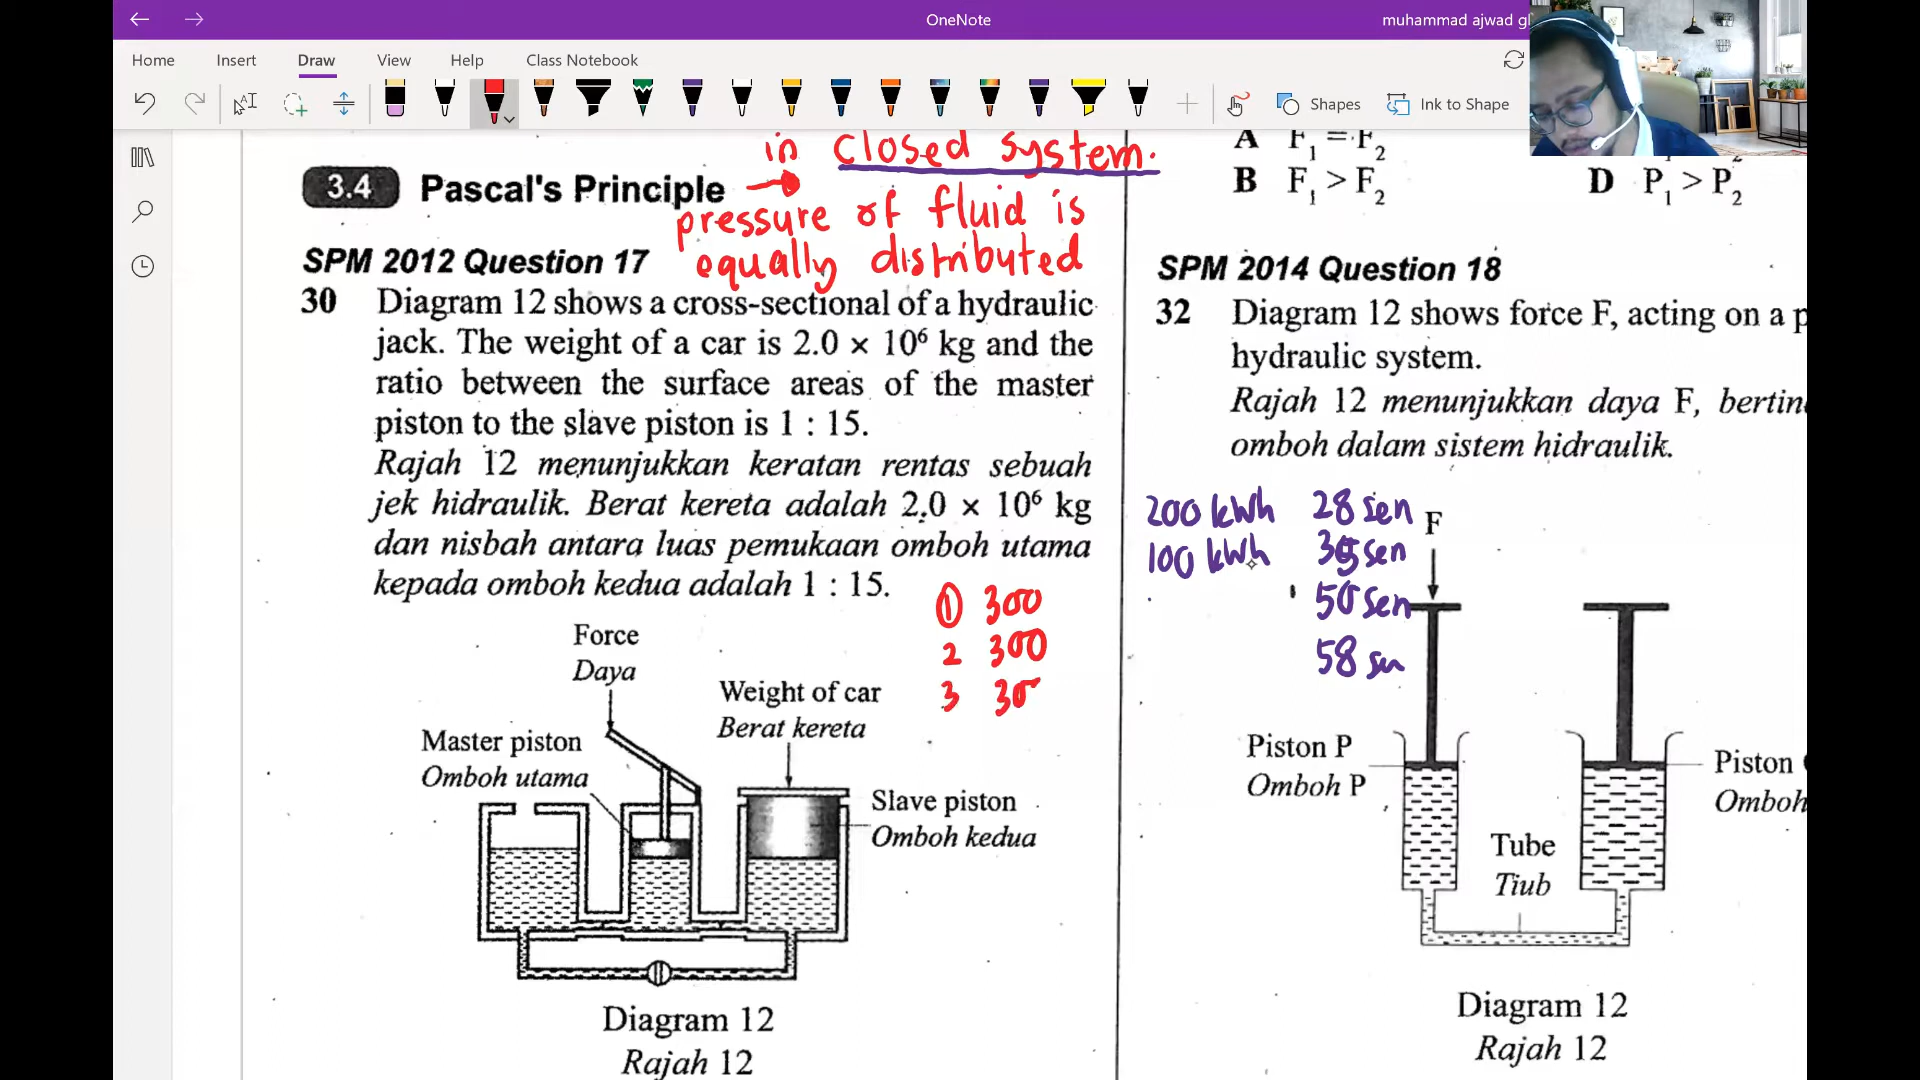 OneNote
muhammad ajwad
Home Insert Draw View Help Class Notebook
Shapes Ink to Shape
in closed system.
3.4 Pascal's Principle
pressure of fluid is
equally distributed
SPM 2012 Question 17
30 Diagram 12 shows a cross-sectional of a hydraulic
jack. The weight of a car is 2.0 × 10⁶ kg and the
ratio between the surface areas of the master
piston to the slave piston is 1 : 15.
Rajah 12 menunjukkan keratan rentas sebuah
jek hidraulik. Berat kereta adalah 2.0 × 10⁶ kg
dan nisbah antara luas pemukaan omboh utama
kepada omboh kedua adalah 1 : 15.
① 300
2 300
3 30
Force
Daya
Weight of car
Berat kereta
Master piston
Omboh utama
Slave piston
Omboh kedua
Diagram 12
Rajah 12
A F₁ = F₂
B F₁ > F₂
D P₁ > P₂
SPM 2014 Question 18
32 Diagram 12 shows force F, acting on a p
hydraulic system.
Rajah 12 menunjukkan daya F, bertin
omboh dalam sistem hidraulik.
200 kWh 28 sen
100 kWh sen
50 sen
58 sen
F
Piston P
Omboh P
Piston
Omboh
Tube
Tiub
Diagram 12
Rajah 12